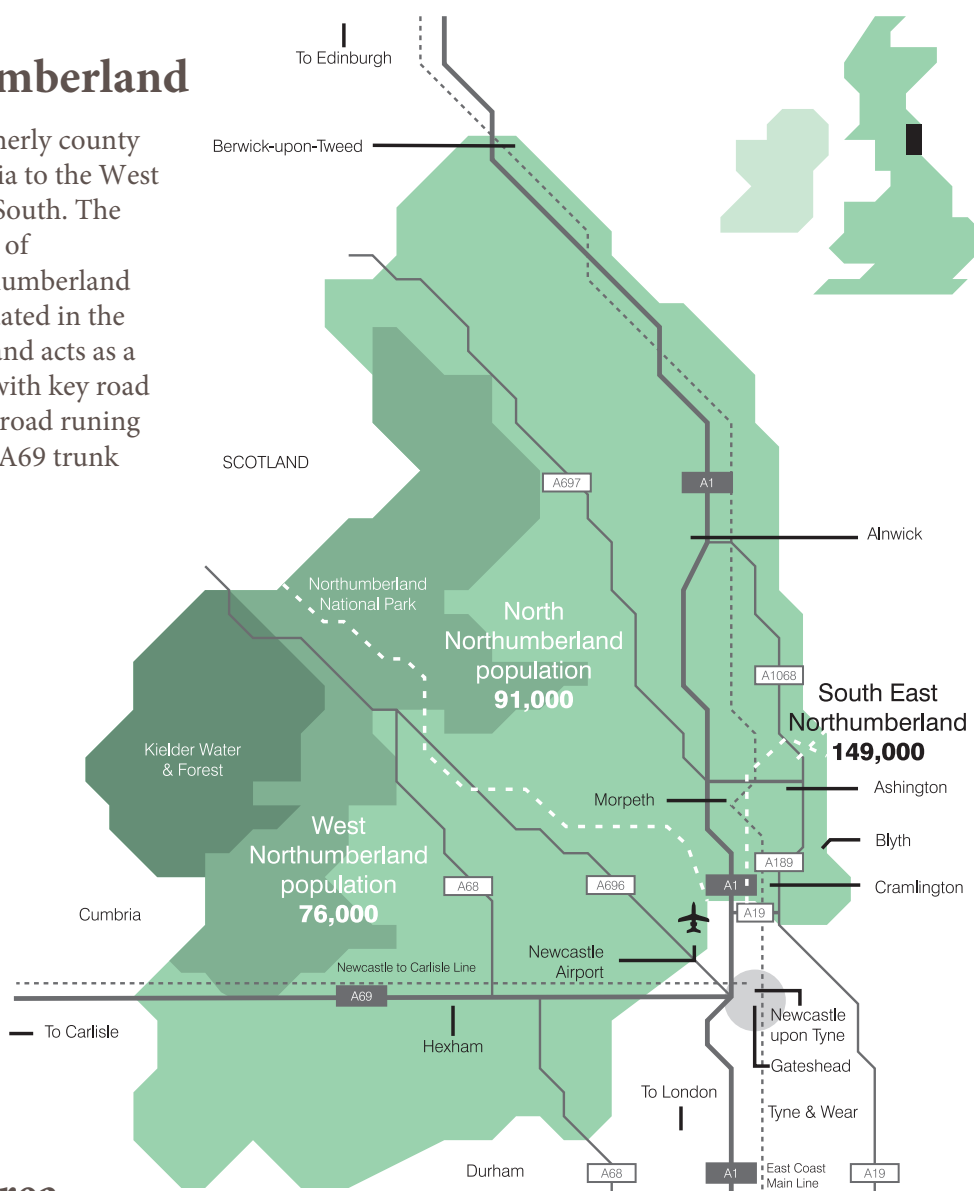 To Edinburgh
umberland
nerly county
Berwick-upon-Tweed
ia to the West
South. The
of
umberland
ated in the
and acts as a
with key road
road runing
A69 trunk
SCOTLAND
A697
A1
Alnwick
Northumberland
National Park
North
Northumberland
population
91,000
A1068
South East
Northumberland
149,000
Kielder Water
& Forest
Ashington
Morpeth
West
Northumberland
population
76,000
Blyth
A189
A68
A696
A1
Cramlington
Cumbria
A19
Newcastle
Airport
Newcastle to Carlisle Line
A69
To Carlisle
Hexham
Newcastle
upon Tyne
Gateshead
To London
Tyne & Wear
Durham
A68
A1
East Coast
Main Line
A19